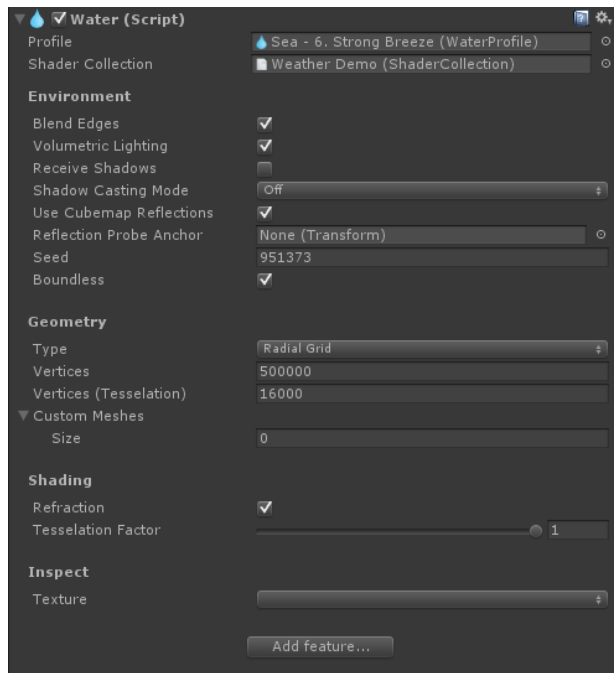 Water (Script)
Profile Sea - 6. Strong Breeze (WaterProfile)
Shader Collection Weather Demo (ShaderCollection)
Environment
Blend Edges
Volumetric Lighting
Receive Shadows
Shadow Casting Mode Off
Use Cubemap Reflections
Reflection Probe Anchor None (Transform)
Seed 951373
Boundless
Geometry
Type Radial Grid
Vertices 500000
Vertices (Tesselation) 16000
Custom Meshes
Size 0
Shading
Refraction
Tesselation Factor 1
Inspect
Texture
Add feature...